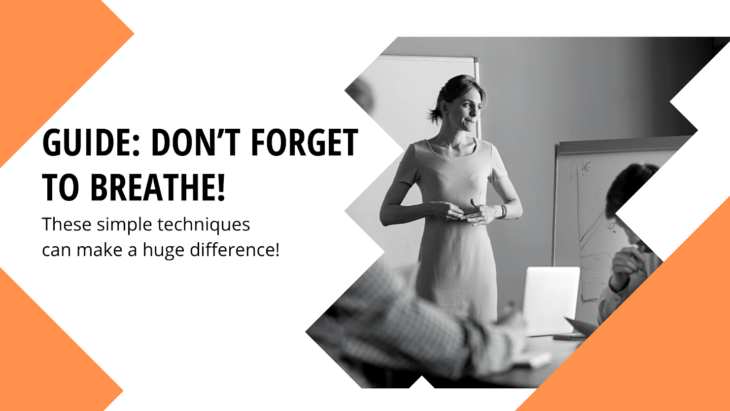 GUIDE: DON’T FORGET
TO BREATHE!
These simple techniques
can make a huge difference!